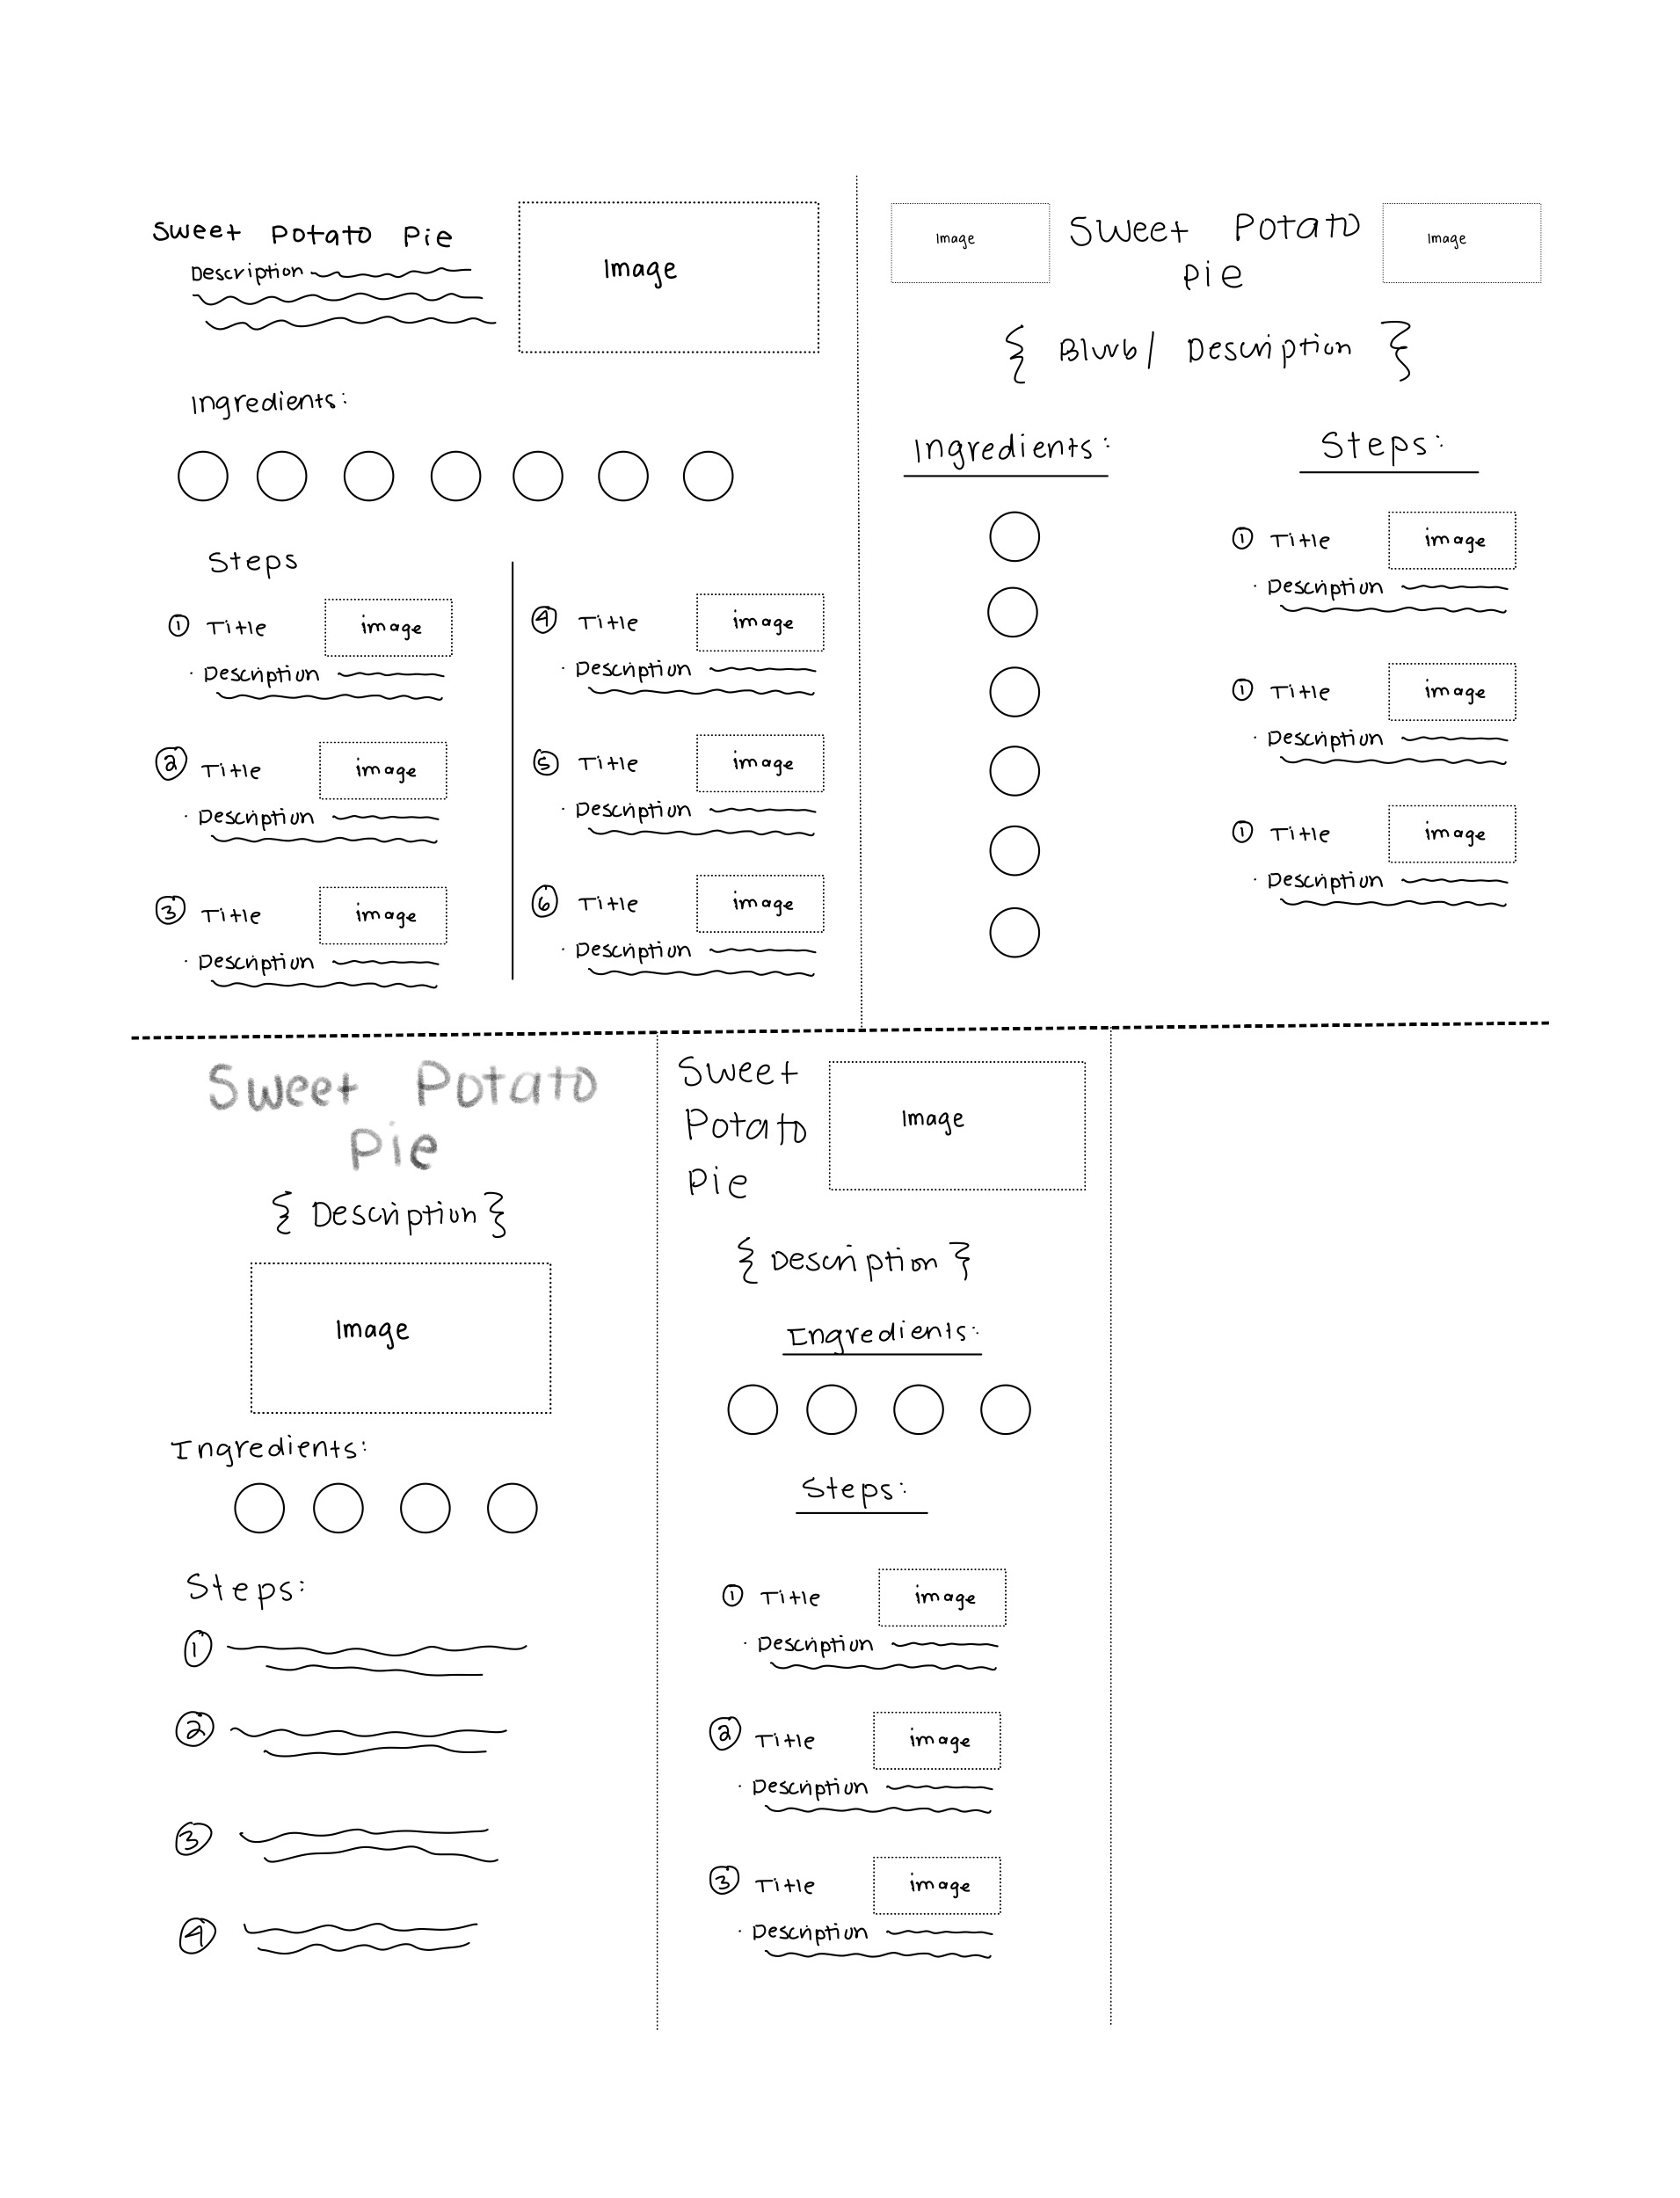 Sweet Potato Pie
Description
Image
Ingredients:
Steps
① Title
image
· Description
② Title
image
· Description
③ Title
image
· Description
④ Title
image
· Description
⑤ Title
image
· Description
⑥ Title
image
· Description
Image
Sweet Potato
Pie
Image
{ Blurb/ Description }
Ingredients:
Steps:
① Title
image
· Description
① Title
image
· Description
① Title
image
· Description
Sweet Potato
Pie
{ Description }
Image
Ingredients:
Steps:
①
②
③
④
Sweet
Potato
Pie
Image
{ Description }
Ingredients:
Steps:
① Title
image
· Description
② Title
image
· Description
③ Title
image
· Description